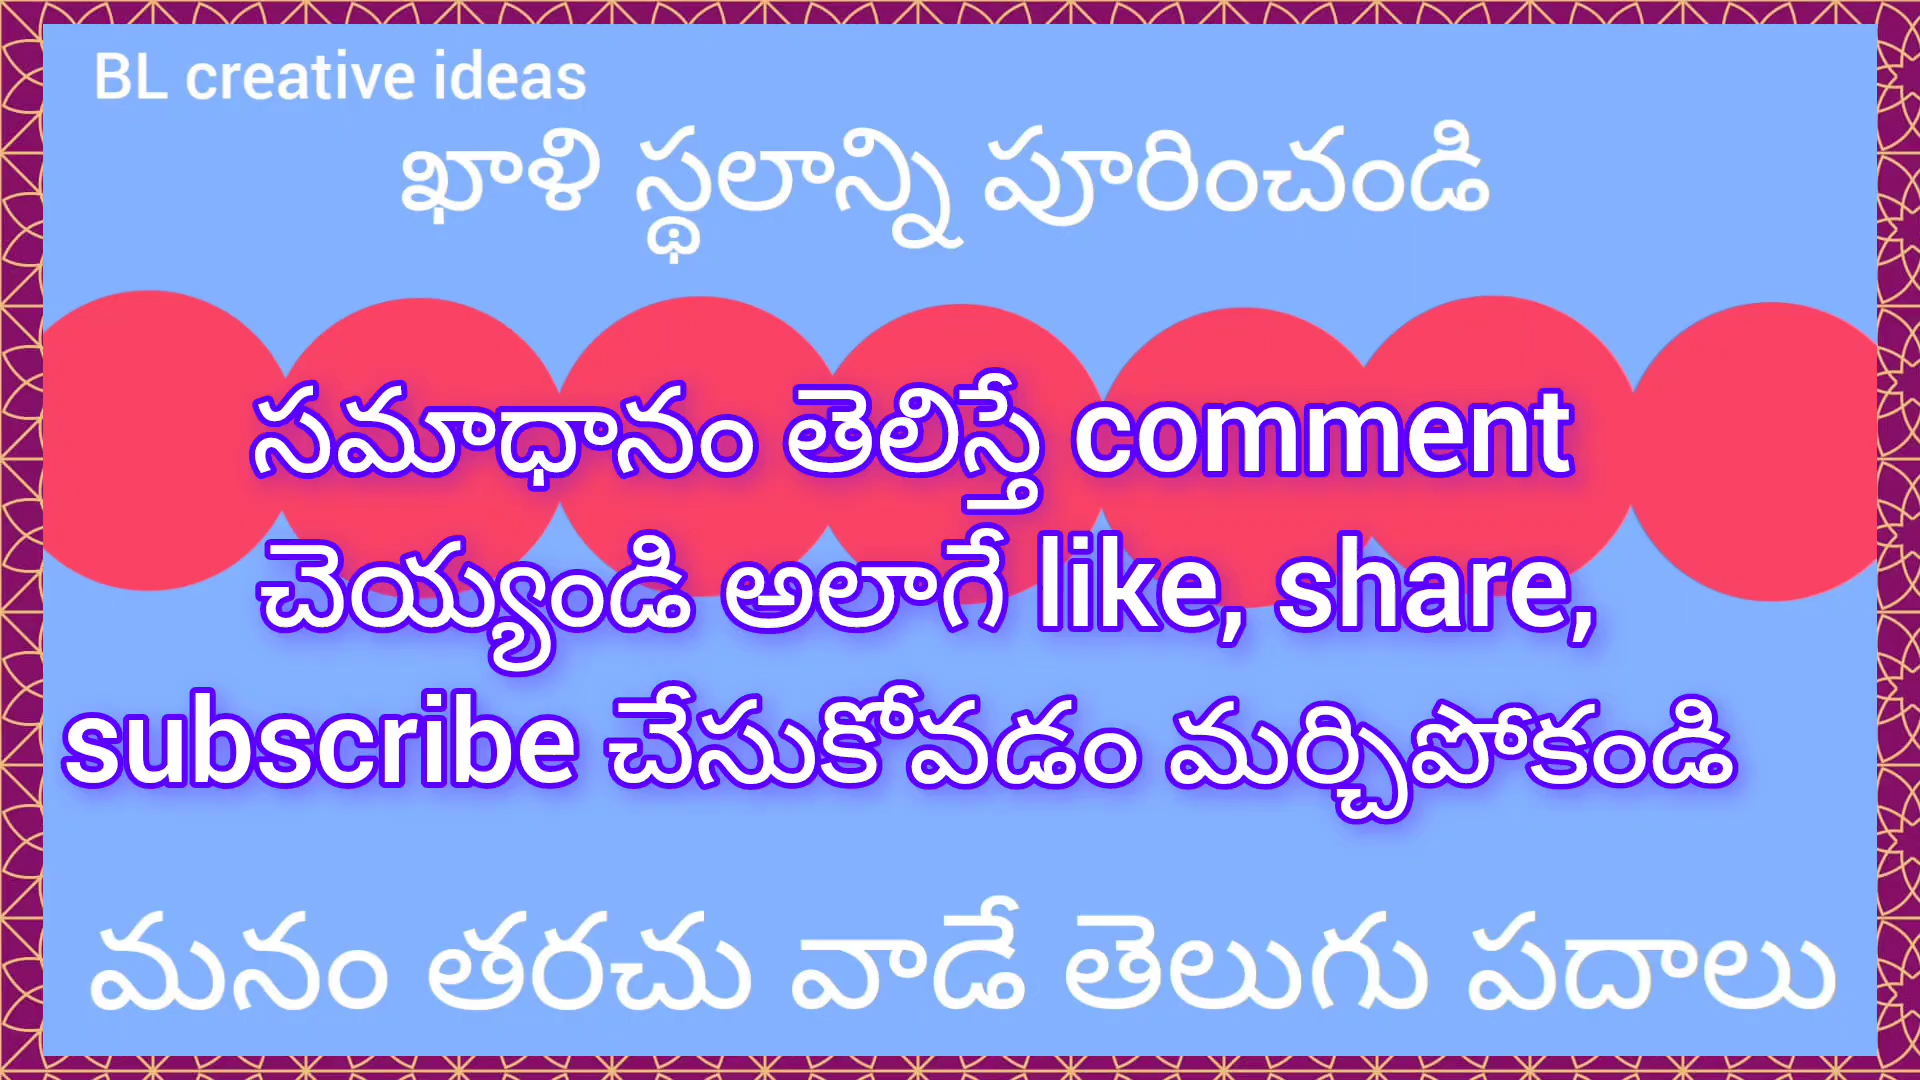 BL creative ideas
ఖాళి స్థలాన్ని పూరించండి
సమాధానం తెలిస్తే comment
చెయ్యండి అలాగే like, share,
subscribe చేసుకోవడం మర్చిపోకండి
మనం తరచు వాడే తెలుగు పదాలు